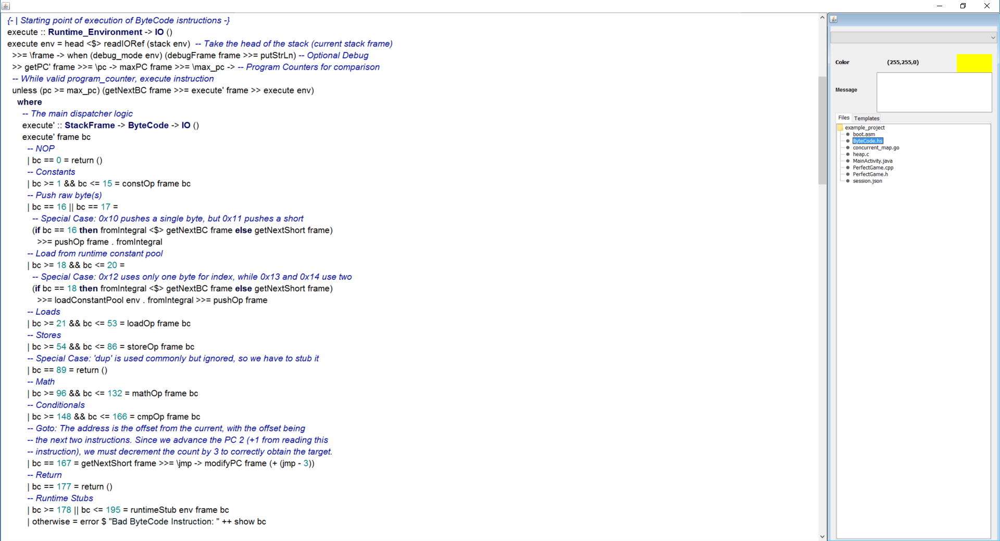 {- | Starting point of execution of ByteCode isntructions -}
execute :: Runtime_Environment -> IO ()
execute env = head <$> readIORef (stack env)  -- Take the head of the stack (current stack frame)
>>= \frame -> when (debug_mode env) (debugFrame frame >>= putStrLn) -- Optional Debug
>> getPC' frame >>= \pc -> maxPC frame >>= \max_pc -> -- Program Counters for comparison
-- While valid program_counter, execute instruction
unless (pc >= max_pc) (getNextBC frame >>= execute' frame >> execute env)
where
-- The main dispatcher logic
execute' :: StackFrame -> ByteCode -> IO ()
execute' frame bc
-- NOP
| bc == 0 = return ()
-- Constants
| bc >= 1 && bc <= 15 = constOp frame bc
-- Push raw byte(s)
| bc == 16 || bc == 17 =
-- Special Case: 0x10 pushes a single byte, but 0x11 pushes a short
(if bc == 16 then fromIntegral <$> getNextBC frame else getNextShort frame)
>>= pushOp frame . fromIntegral
-- Load from runtime constant pool
| bc >= 18 && bc <= 20 =
-- Special Case: 0x12 uses only one byte for index, while 0x13 and 0x14 use two
(if bc == 18 then fromIntegral <$> getNextBC frame else getNextShort frame)
>>= loadConstantPool env . fromIntegral >>= pushOp frame
-- Loads
| bc >= 21 && bc <= 53 = loadOp frame bc
-- Stores
| bc >= 54 && bc <= 86 = storeOp frame bc
-- Special Case: 'dup' is used commonly but ignored, so we have to stub it
| bc == 89 = return ()
-- Math
| bc >= 96 && bc <= 132 = mathOp frame bc
-- Conditionals
| bc >= 148 && bc <= 166 = cmpOp frame bc
-- Goto: The address is the offset from the current, with the offset being
-- the next two instructions. Since we advance the PC 2 (+1 from reading this
-- instruction), we must decrement the count by 3 to correctly obtain the target.
| bc == 167 = getNextShort frame >>= \jmp -> modifyPC frame (+ (jmp - 3))
-- Return
| bc == 177 = return ()
-- Runtime Stubs
| bc >= 178 || bc <= 195 = runtimeStub env frame bc
| otherwise = error $ "Bad ByteCode Instruction: " ++ show bc
Color (255,255,0)
Message
Files Templates
example_project
boot.asm
ByteCode.hs
concurrent_map.go
heap.c
MainActivity.java
PerfectGame.cpp
PerfectGame.h
session.json